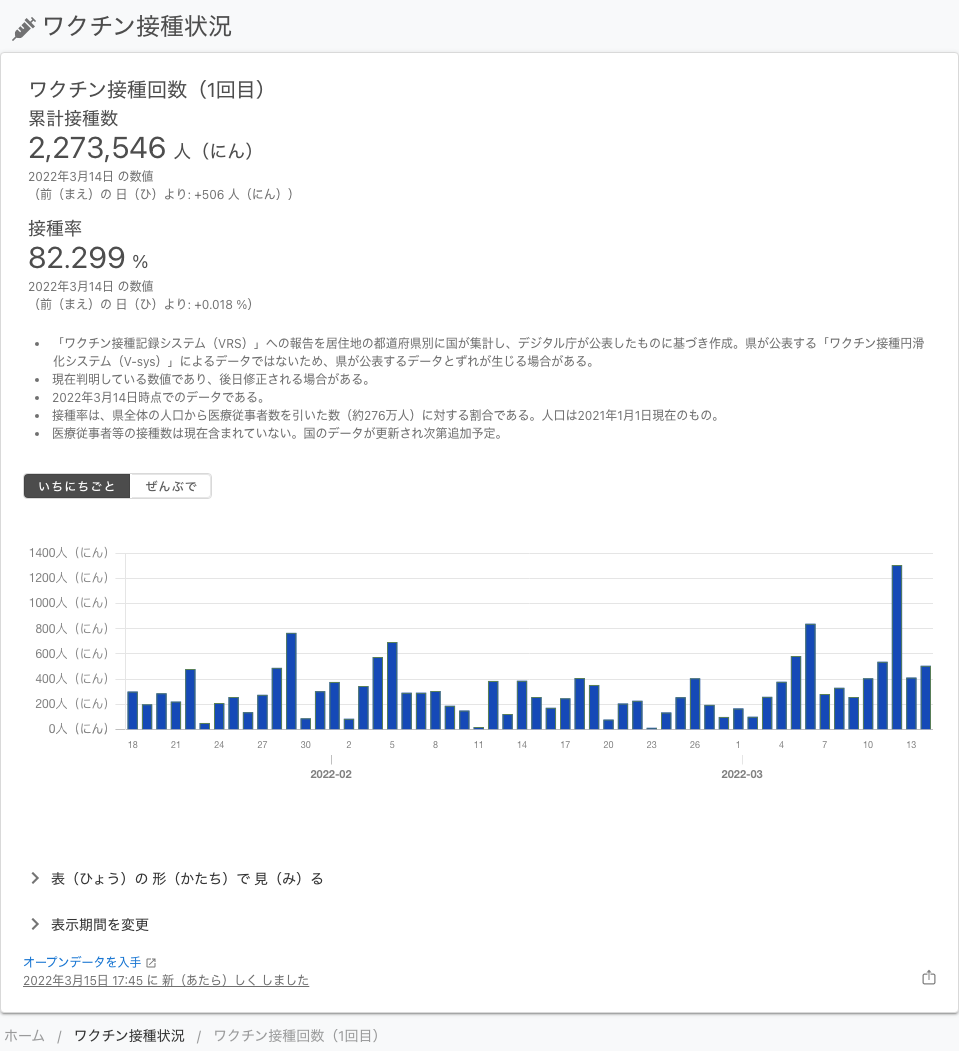 ワクチン接種状況
ワクチン接種回数（1回目）
累計接種数
2,273,546 人（にん）
2022年3月14日 の数値
（前（まえ）の 日（ひ）より: +506 人（にん））
接種率
82.299 %
2022年3月14日 の数値
（前（まえ）の 日（ひ）より: +0.018 %）
• 「ワクチン接種記録システム（VRS）」への報告を居住地の都道府県別に国が集計し、デジタル庁が公表したものに基づき作成。県が公表する「ワクチン接種円滑
化システム（V-sys）」によるデータではないため、県が公表するデータとずれが生じる場合がある。
• 現在判明している数値であり、後日修正される場合がある。
• 2022年3月14日時点でのデータである。
• 接種率は、県全体の人口から医療従事者数を引いた数（約276万人）に対する割合である。人口は2021年1月1日現在のもの。
• 医療従事者等の接種数は現在含まれていない。国のデータが更新され次第追加予定。
いちにちごと ぜんぶで
1400人（にん）
1200人（にん）
1000人（にん）
800人（にん）
600人（にん）
400人（にん）
200人（にん）
0人（にん）
18 21 24 27 30 2 5 8 11 14 17 20 23 26 1 4 7 10 13
2022-02 2022-03
表（ひょう）の 形（かたち）で 見（み）る
表示期間を変更
オープンデータを入手
2022年3月15日 17:45 に 新（あたら）しく しました
ホーム / ワクチン接種状況 / ワクチン接種回数（1回目）